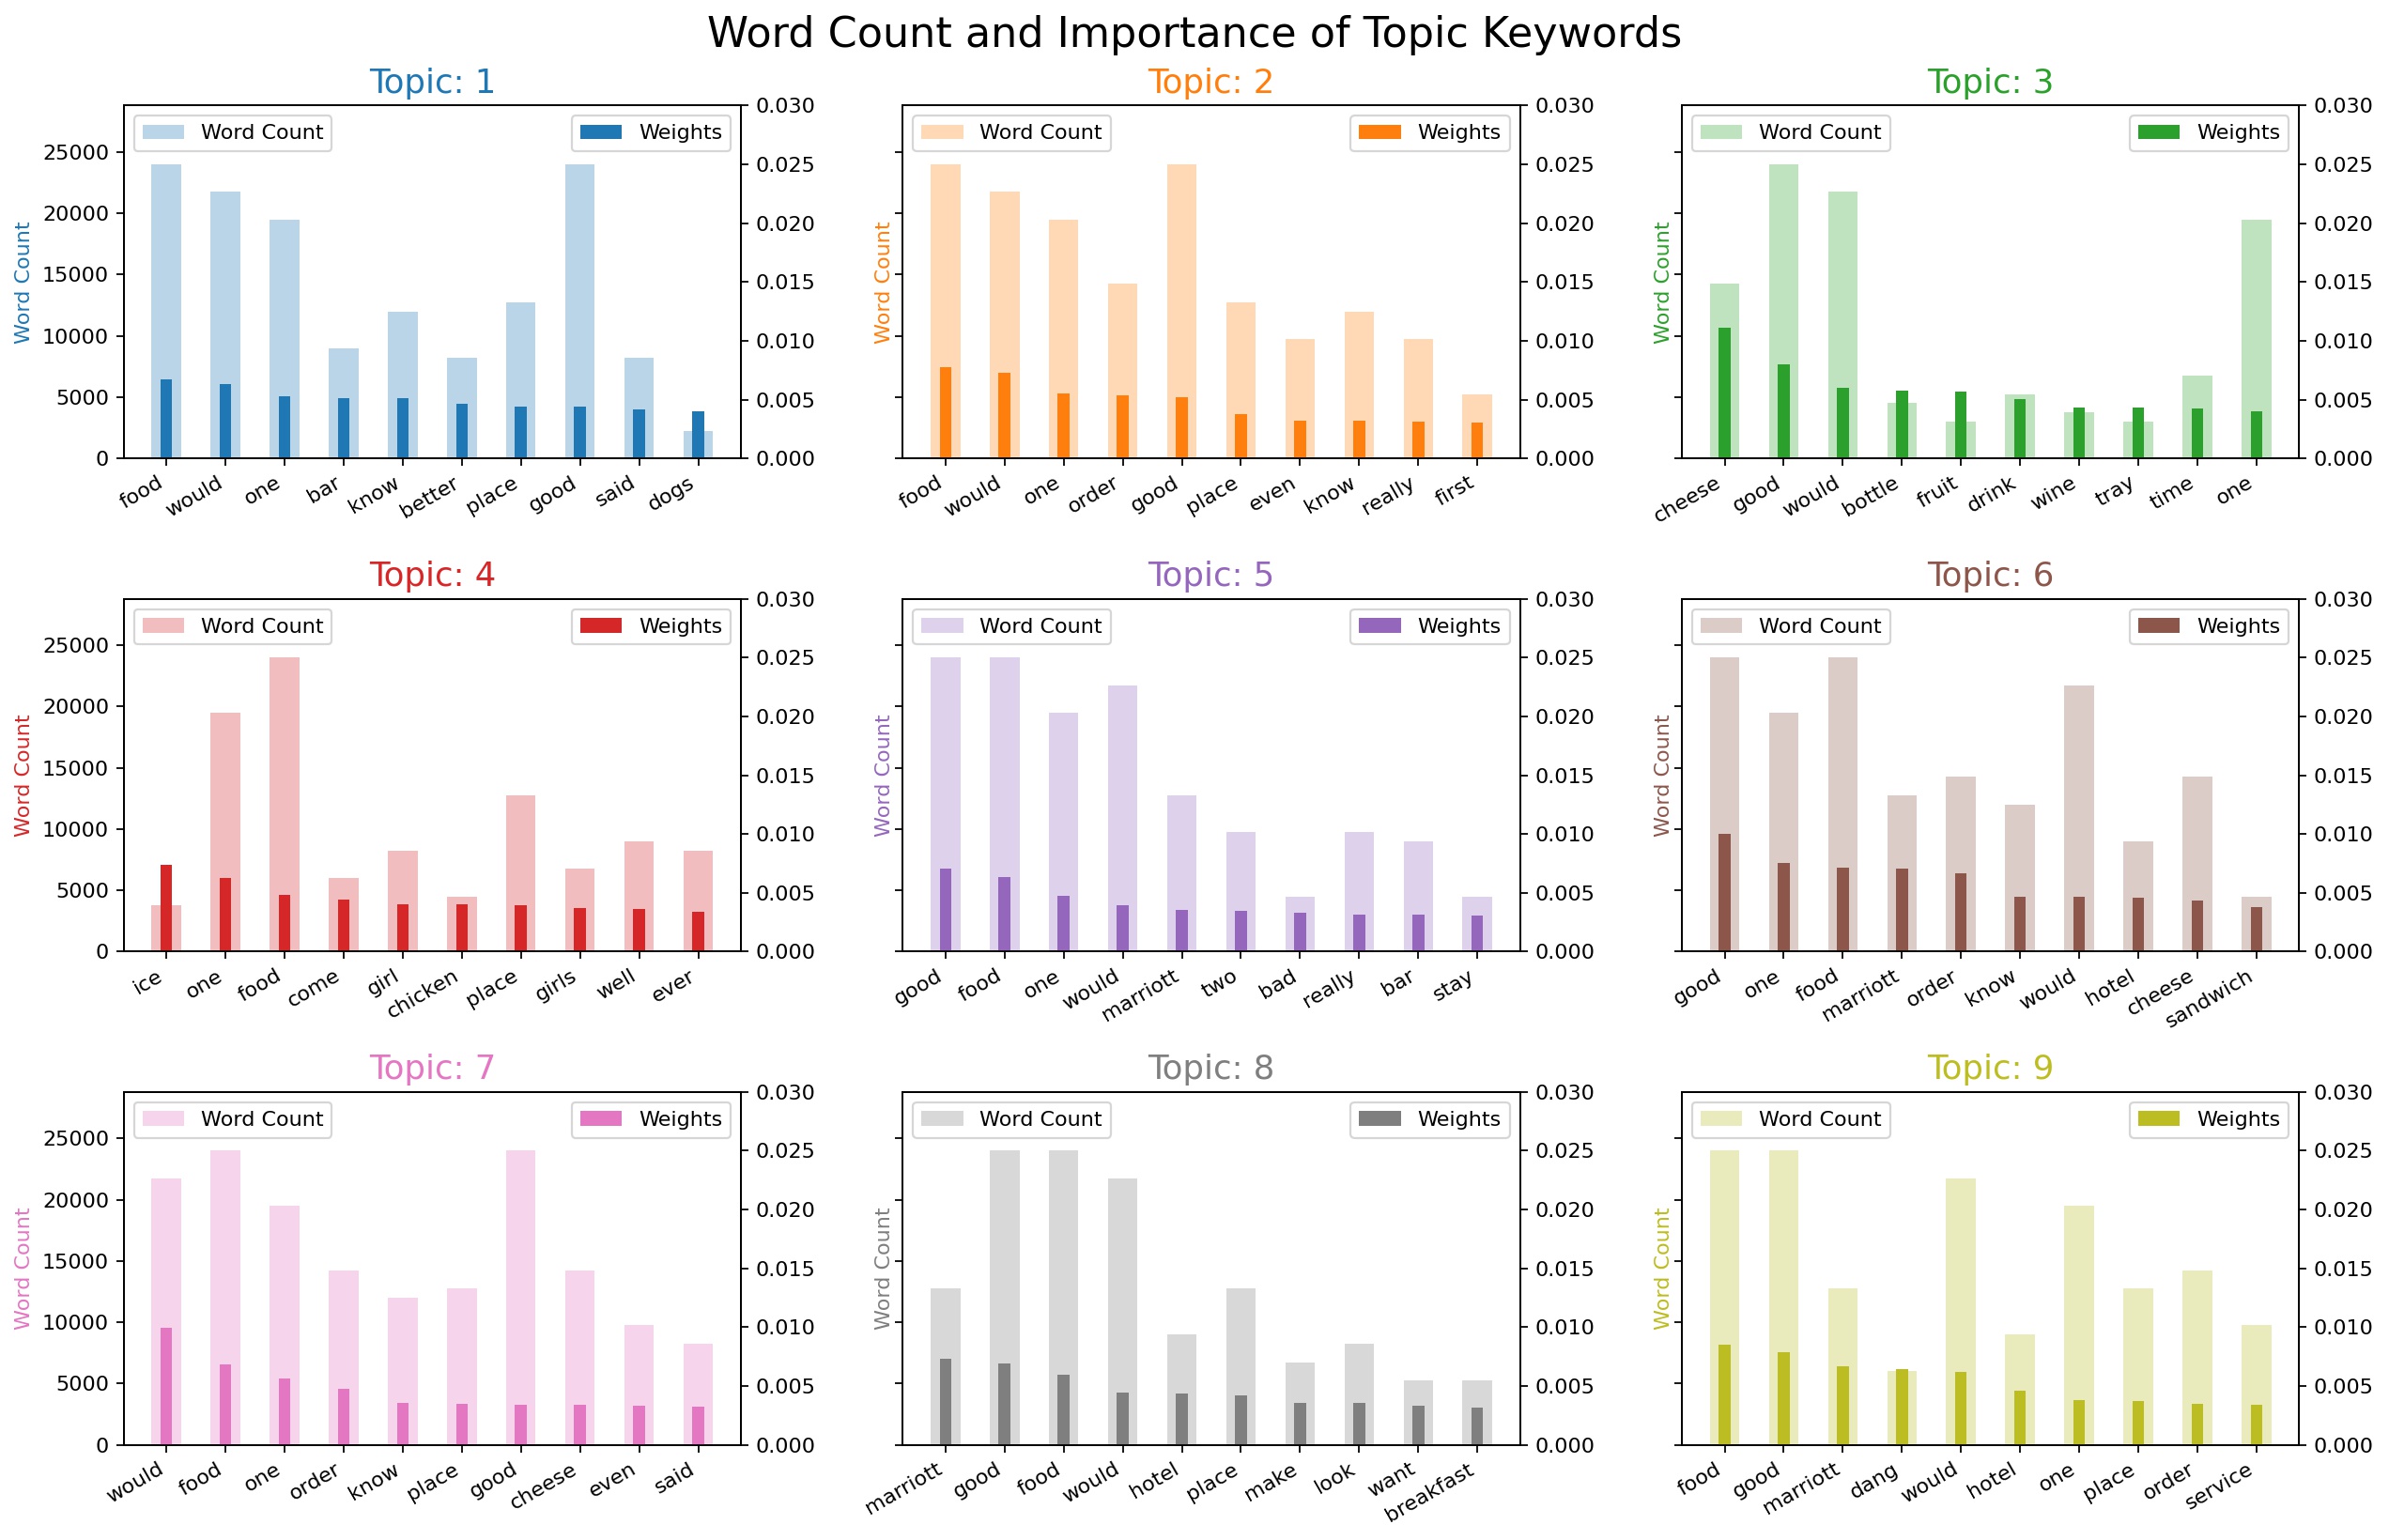 Word Count and Importance of Topic Keywords
Topic: 1
Word Count
Weights
Word Count
25000
20000
15000
10000
5000
0
0.030
0.025
0.020
0.015
0.010
0.005
0.000
food would one bar know better place good said dogs
Topic: 2
Word Count
Weights
Word Count
0.030
0.025
0.020
0.015
0.010
0.005
0.000
food would one order good place even know really first
Topic: 3
Word Count
Weights
Word Count
0.030
0.025
0.020
0.015
0.010
0.005
0.000
cheese good would bottle fruit drink wine tray time one
Topic: 4
Word Count
Weights
Word Count
25000
20000
15000
10000
5000
0
0.030
0.025
0.020
0.015
0.010
0.005
0.000
ice one food come girl chicken place girls well ever
Topic: 5
Word Count
Weights
Word Count
0.030
0.025
0.020
0.015
0.010
0.005
0.000
good food one would marriott two bad really bar stay
Topic: 6
Word Count
Weights
Word Count
0.030
0.025
0.020
0.015
0.010
0.005
0.000
good one food marriott order know would hotel cheese sandwich
Topic: 7
Word Count
Weights
Word Count
25000
20000
15000
10000
5000
0
0.030
0.025
0.020
0.015
0.010
0.005
0.000
would food one order know place good cheese even said
Topic: 8
Word Count
Weights
Word Count
0.030
0.025
0.020
0.015
0.010
0.005
0.000
marriott good food would hotel place make look want breakfast
Topic: 9
Word Count
Weights
Word Count
0.030
0.025
0.020
0.015
0.010
0.005
0.000
food good marriott dang would hotel one place order service